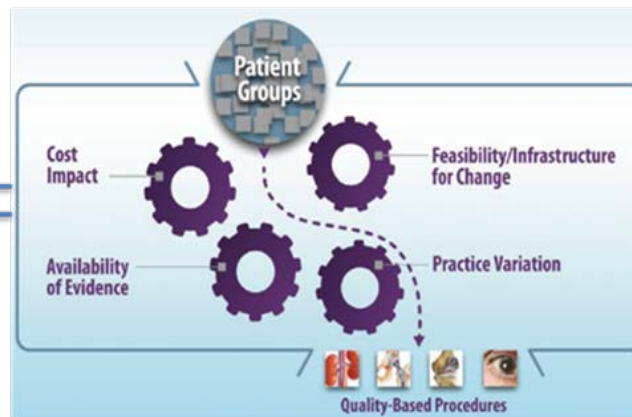 Patient
Groups
Cost
Impact
Feasibility/Infrastructure
for Change
Availability
of Evidence
Practice Variation
Quality-Based Procedures